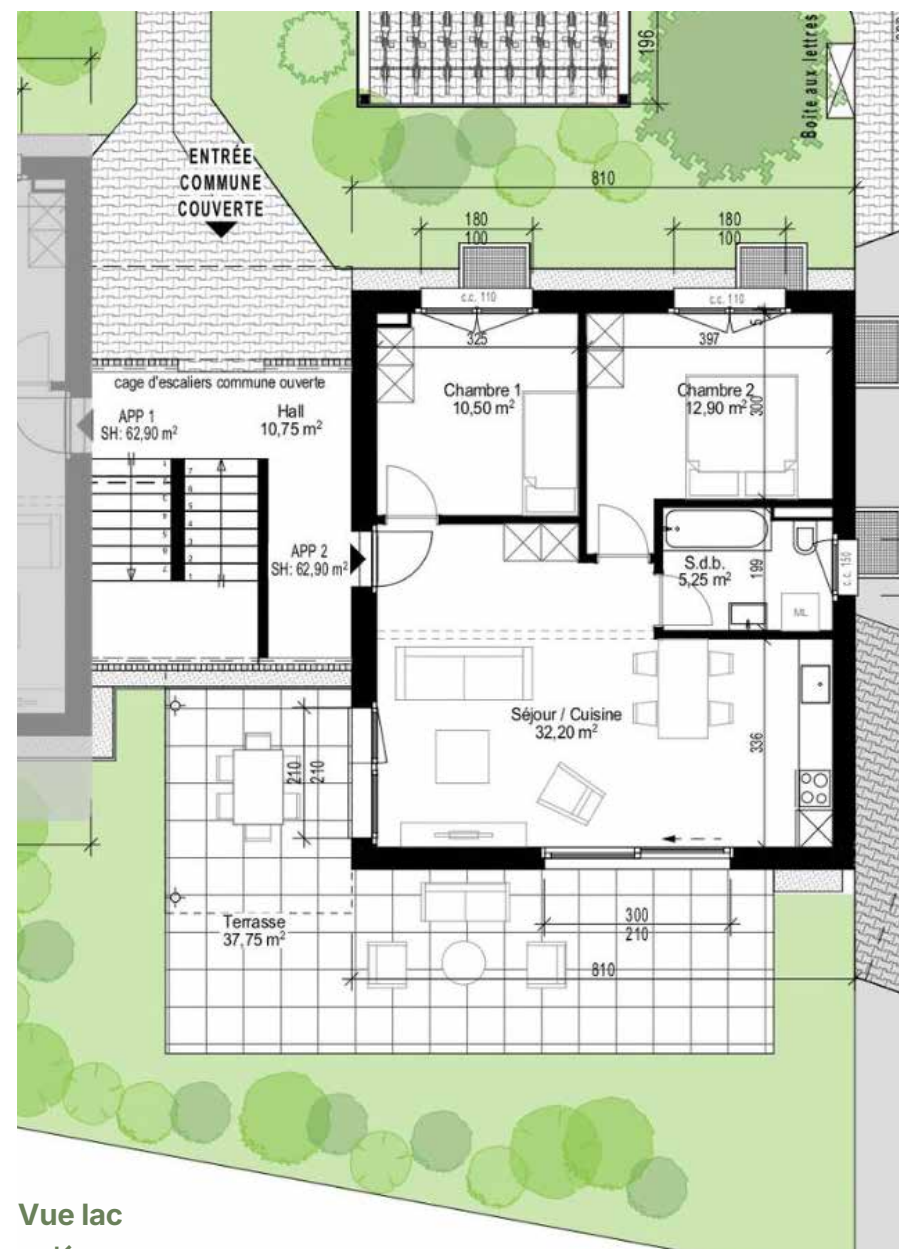 196
Boite aux lettres
ENTRÉE
COMMUNE
COUVERTE
810
180
100
180
100
c.c. 110
c.c. 110
5
325
397
cage d'escaliers commune ouverte
Chambre 1
10,50 m²
Chambre 2
12,90 m²
300
Hall
10,75 m²
APP 1
SH: 62,90 m²
APP 2
SH: 62,90 m²
S.d.b.
5,25 m²
199
c.c. 150
ML
Séjour / Cuisine
32,20 m²
336
210
210
Terrasse
37,75 m²
300
210
810
Vue lac